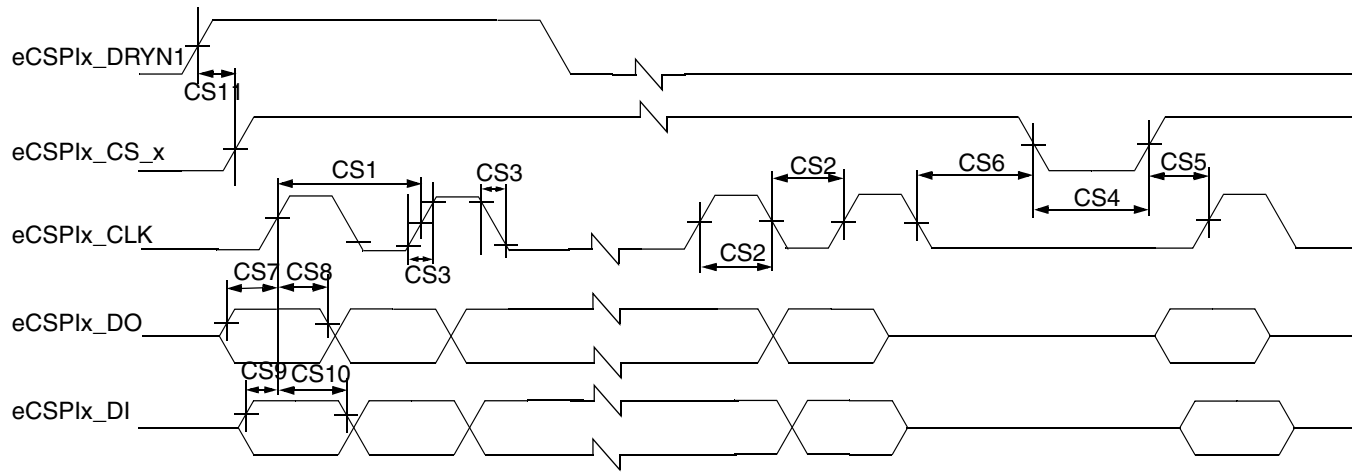 eCSPIx_DRYN1
CS11
eCSPIx_CS_x
CS1
CS3
CS2
CS6
CS5
CS4
eCSPIx_CLK
CS3
CS2
CS7
CS8
eCSPIx_DO
CS9
CS10
eCSPIx_DI